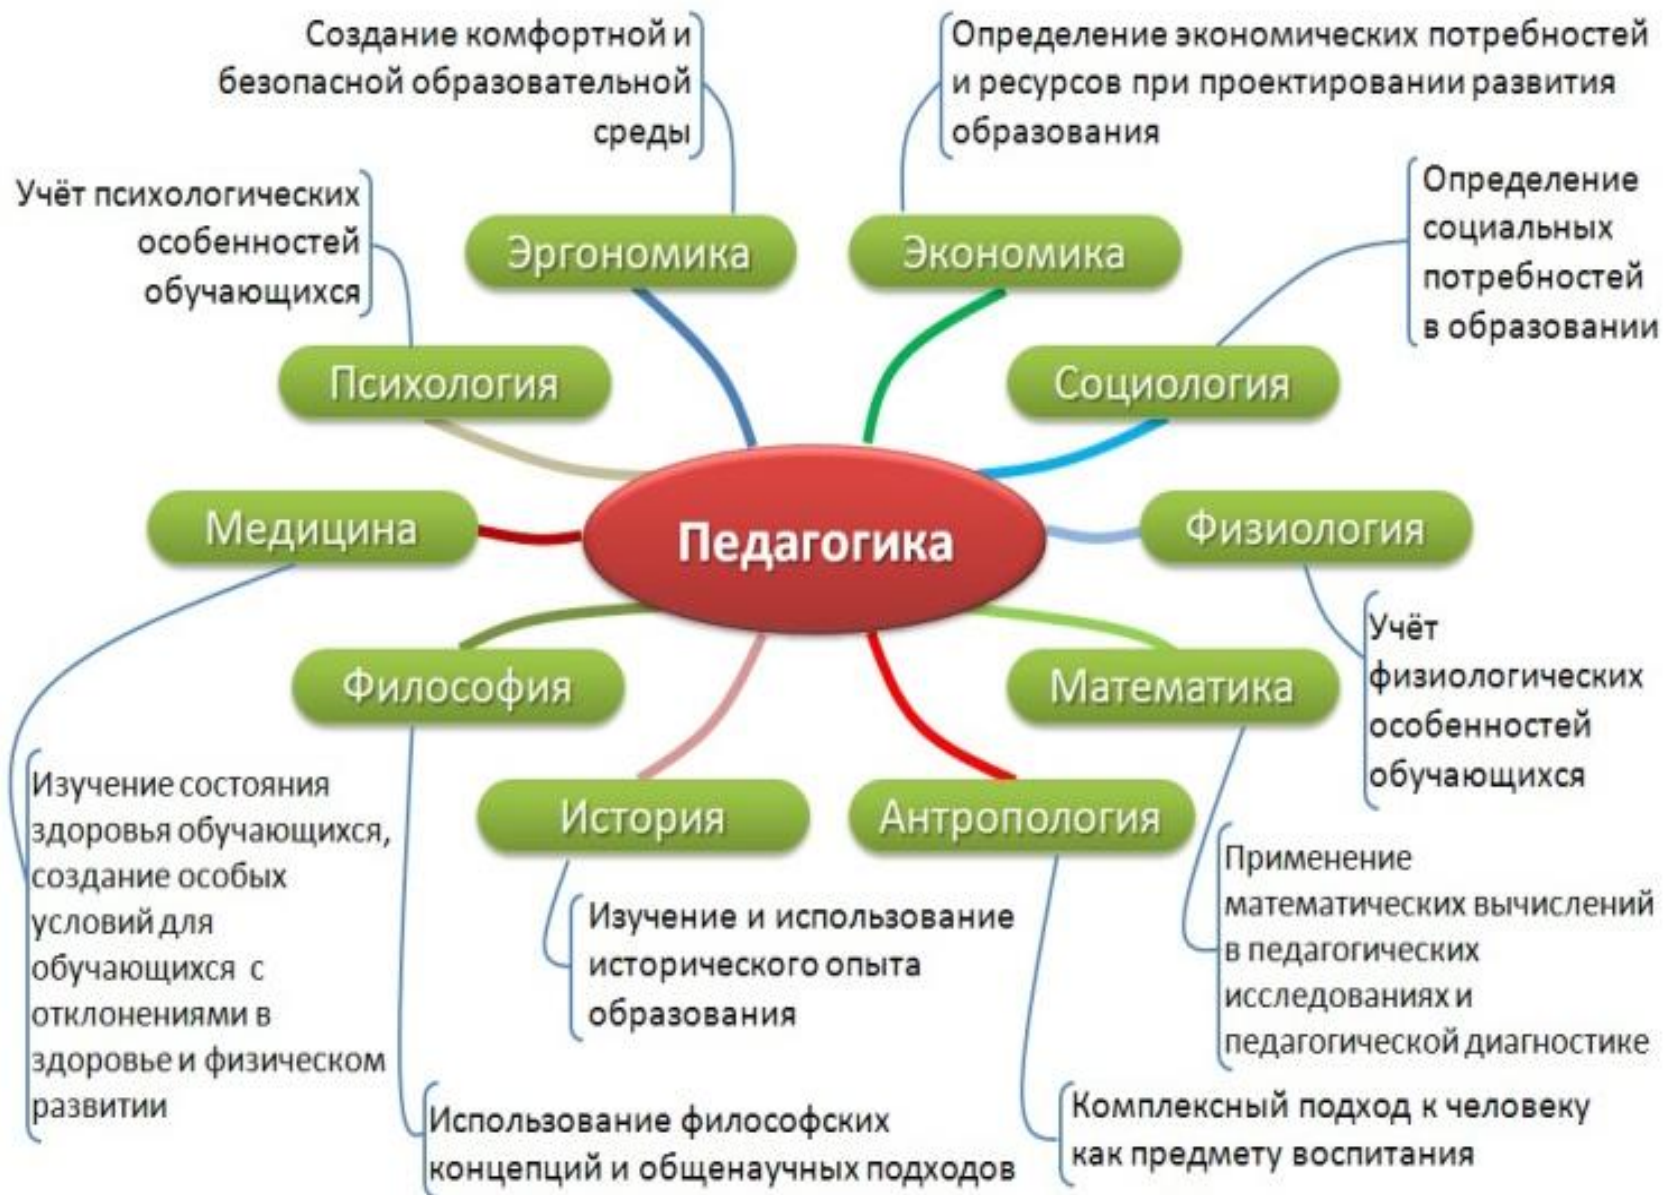 Создание комфортной и
безопасной образовательной
среды
Определение экономических потребностей
и ресурсов при проектировании развития
образования
Учёт психологических
особенностей
обучающихся
Определение
социальных
потребностей
в образовании
Эргономика
Экономика
Психология
Социология
Медицина
Педагогика
Физиология
Философия
Математика
Учёт
физиологических
особенностей
обучающихся
История
Антропология
Изучение состояния
здоровья обучающихся,
создание особых
условий для
обучающихся с
отклонениями в
здоровье и физическом
развитии
Изучение и использование
исторического опыта
образования
Применение
математических вычислений
в педагогических
исследованиях и
педагогической диагностике
Использование философских
концепций и общенаучных подходов
Комплексный подход к человеку
как предмету воспитания